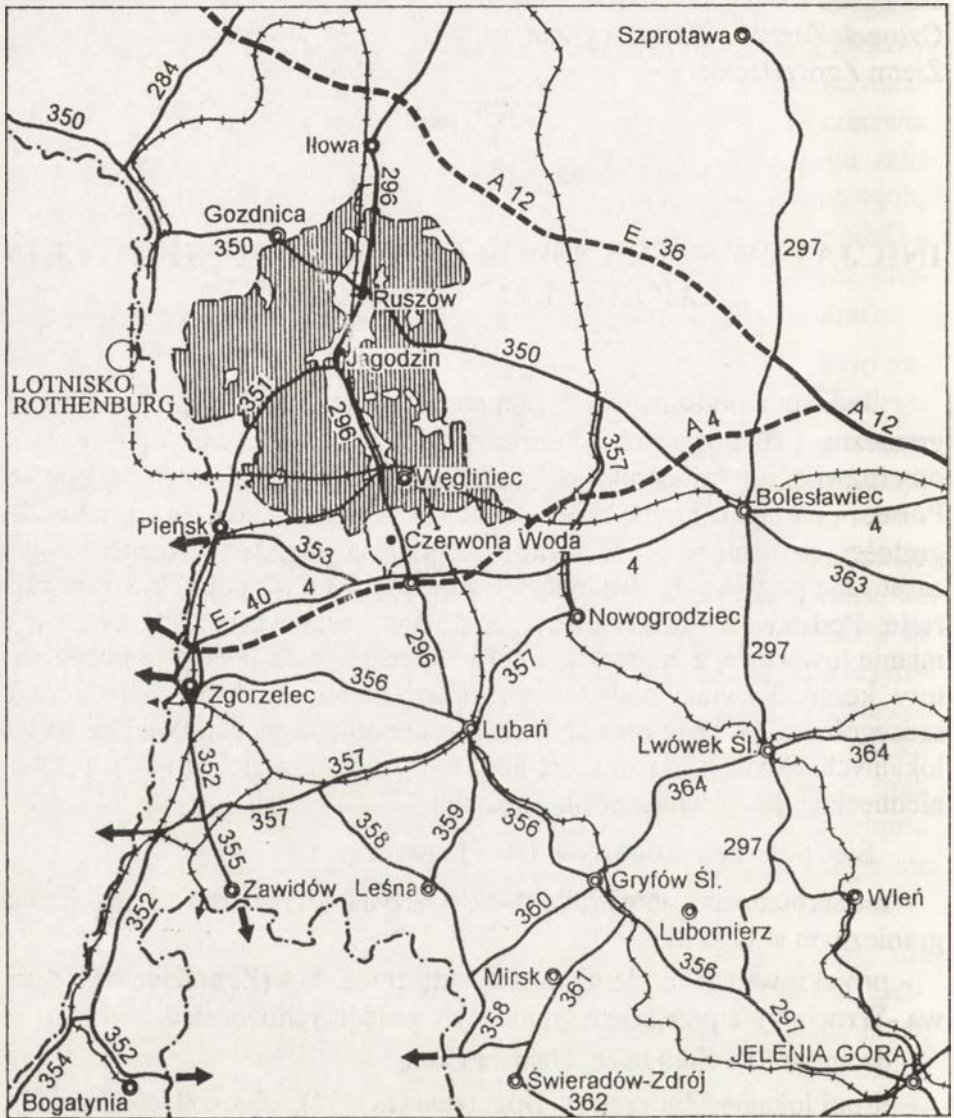 Szprotawa
284
350
Iłowa
296
A 12
E 36
297
Gozdnica
350
Ruszów
350
Jagodzin
LOTNISKO
ROTHENBURG
351
296
357
A 4
A 12
Węgliniec
Bolesławiec
Pieńsk
353
Czerwona Woda
4
4
363
E 40
296
Nowogrodziec
357
297
356
Zgorzelec
Lubań
352
Lwówek Śl.
364
364
357
357
358
359
356
297
355
352
Zawidów
Leśna
Gryfów Śl.
Wleń
360
Lubomierz
356
Mirsk
361
358
297
354
352
JELENIA GÓRA
Bogatynia
Świeradów-Zdrój
362